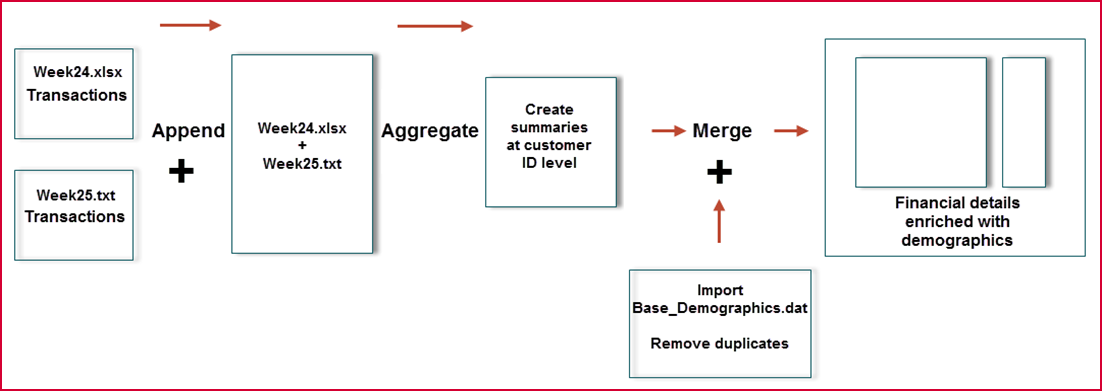 Week24.xlsx
Transactions
Week25.txt
Transactions
Append
+
Week24.xlsx
+
Week25.txt
Aggregate
Create
summaries
at customer
ID level
Merge
+
Import
Base_Demographics.dat
Remove duplicates
Financial details
enriched with
demographics